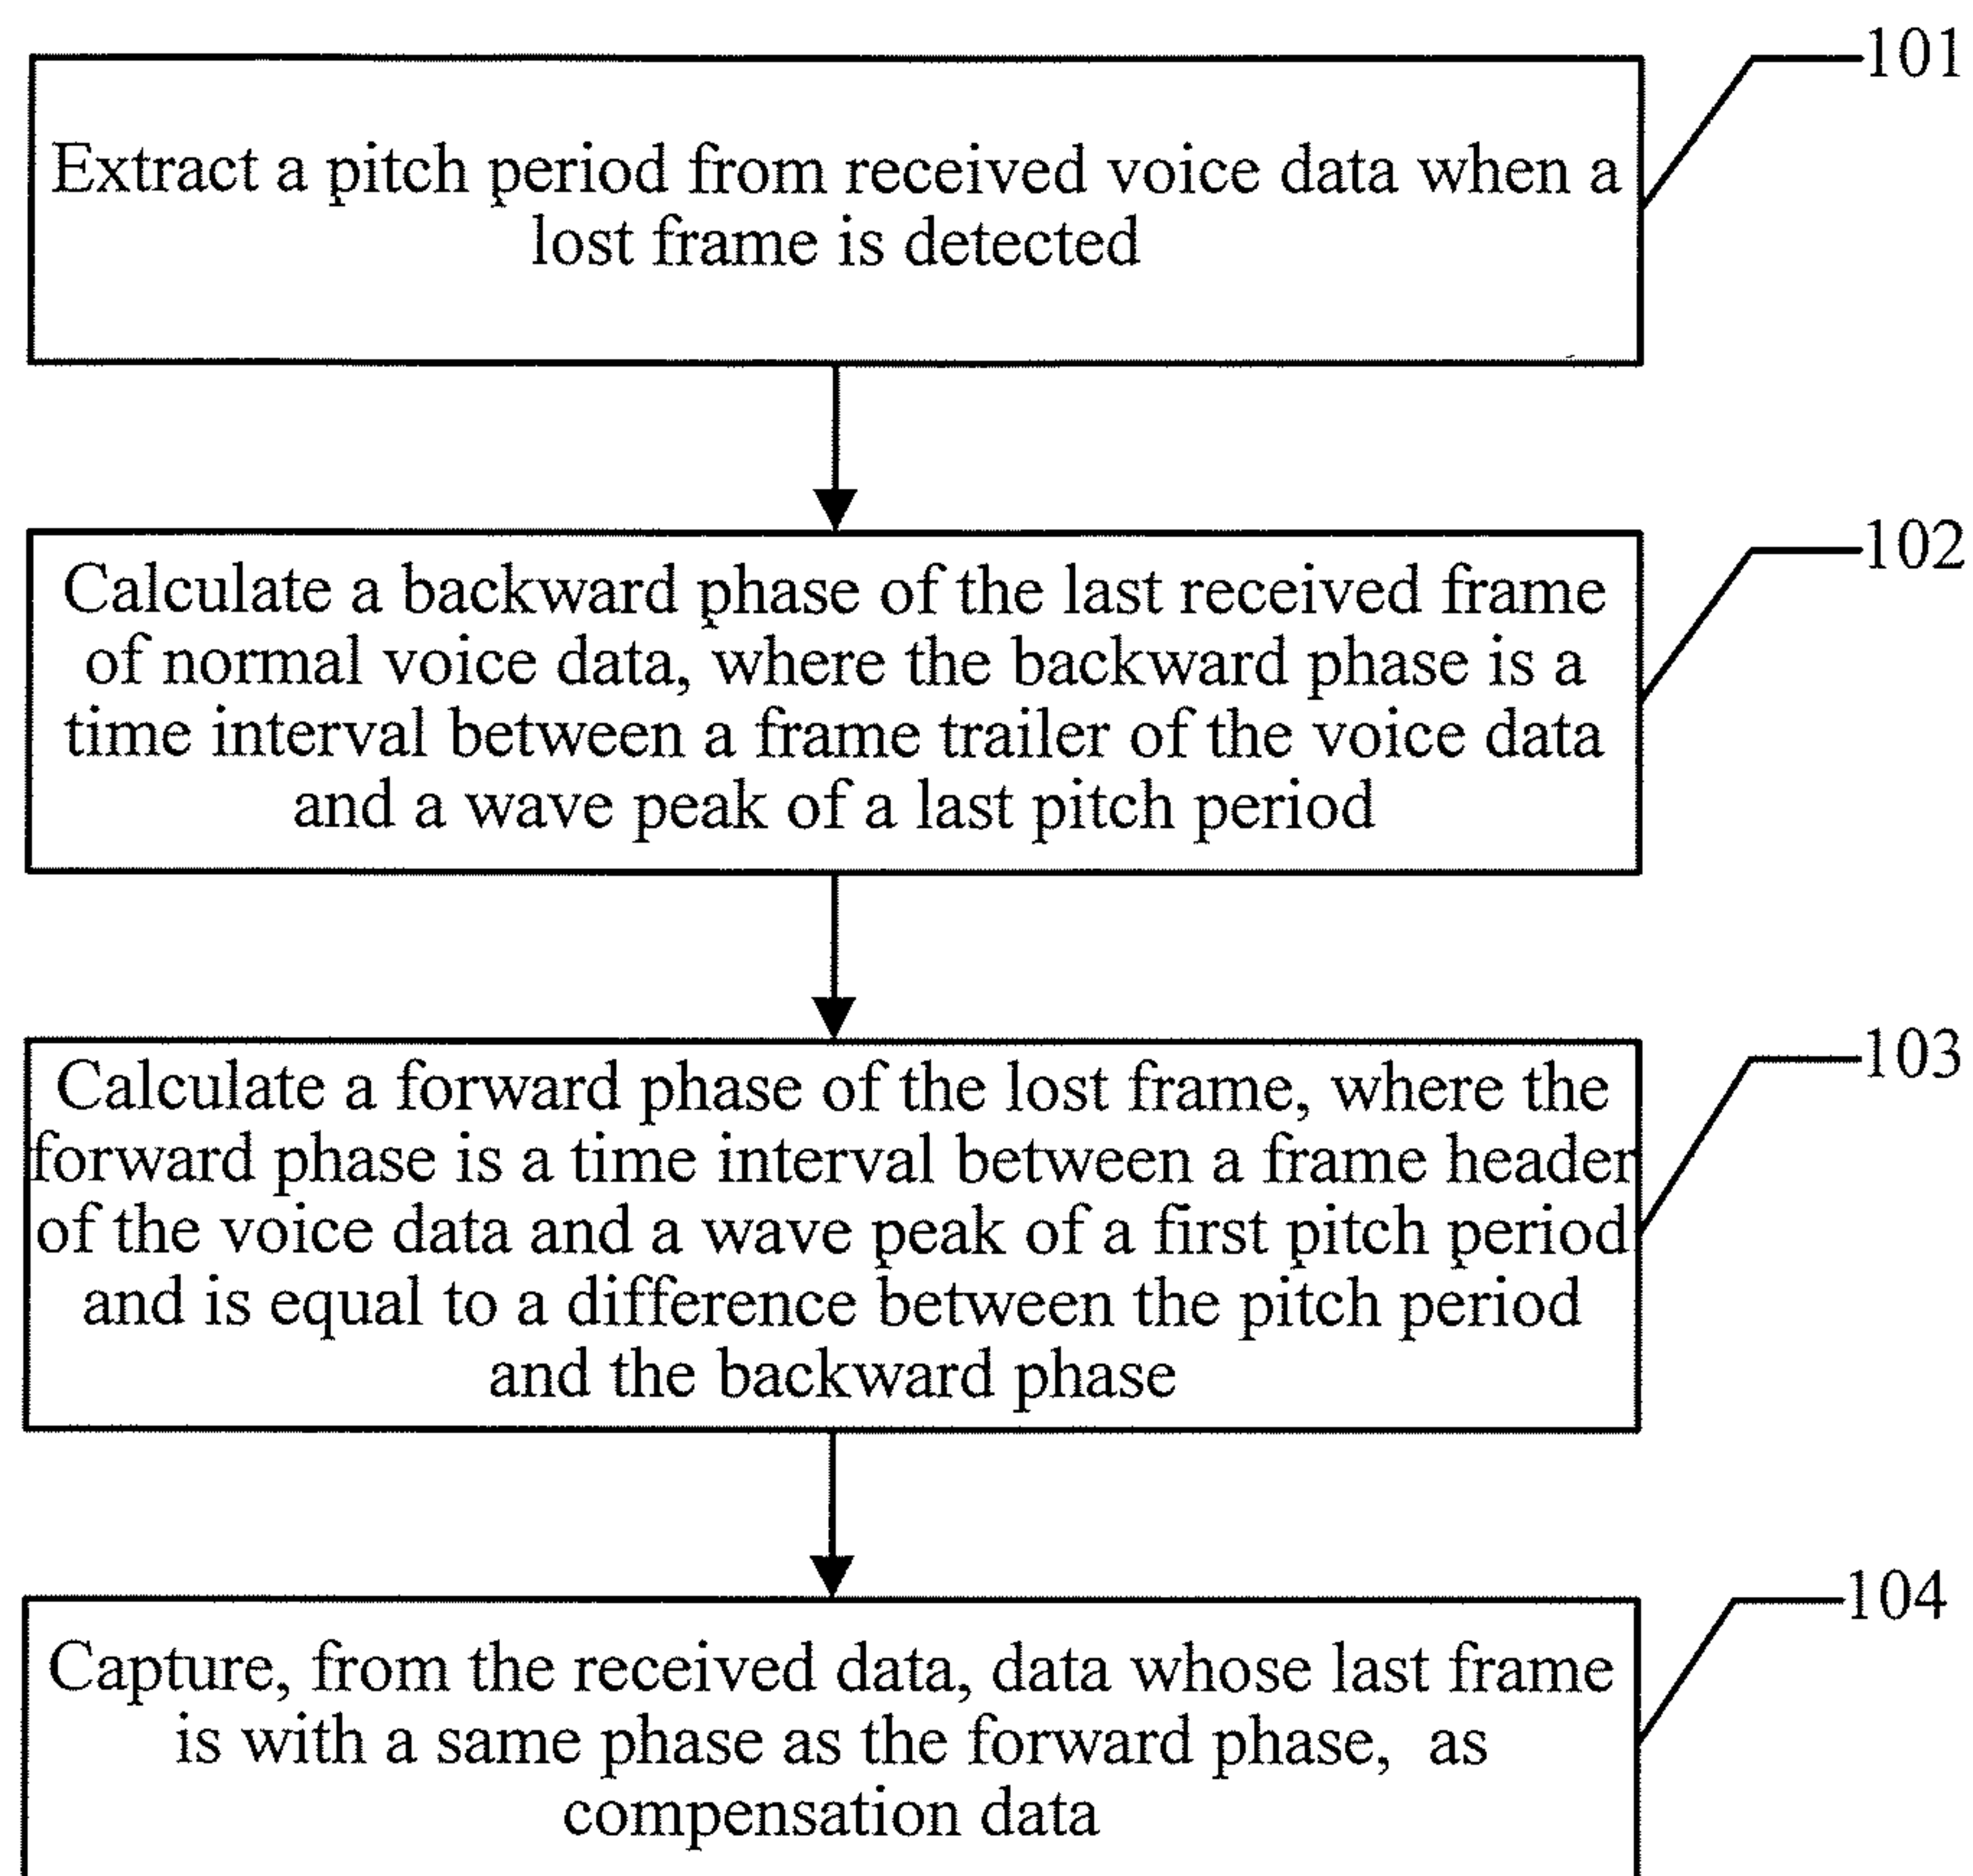 101
Extract a pitch period from received voice data when a
lost frame is detected
102
Calculate a backward phase of the last received frame
of normal voice data, where the backward phase is a
time interval between a frame trailer of the voice data
and a wave peak of a last pitch period
103
Calculate a forward phase of the lost frame, where the
forward phase is a time interval between a frame header
of the voice data and a wave peak of a first pitch period
and is equal to a difference between the pitch period
and the backward phase
104
Capture, from the received data, data whose last frame
is with a same phase as the forward phase, as
compensation data